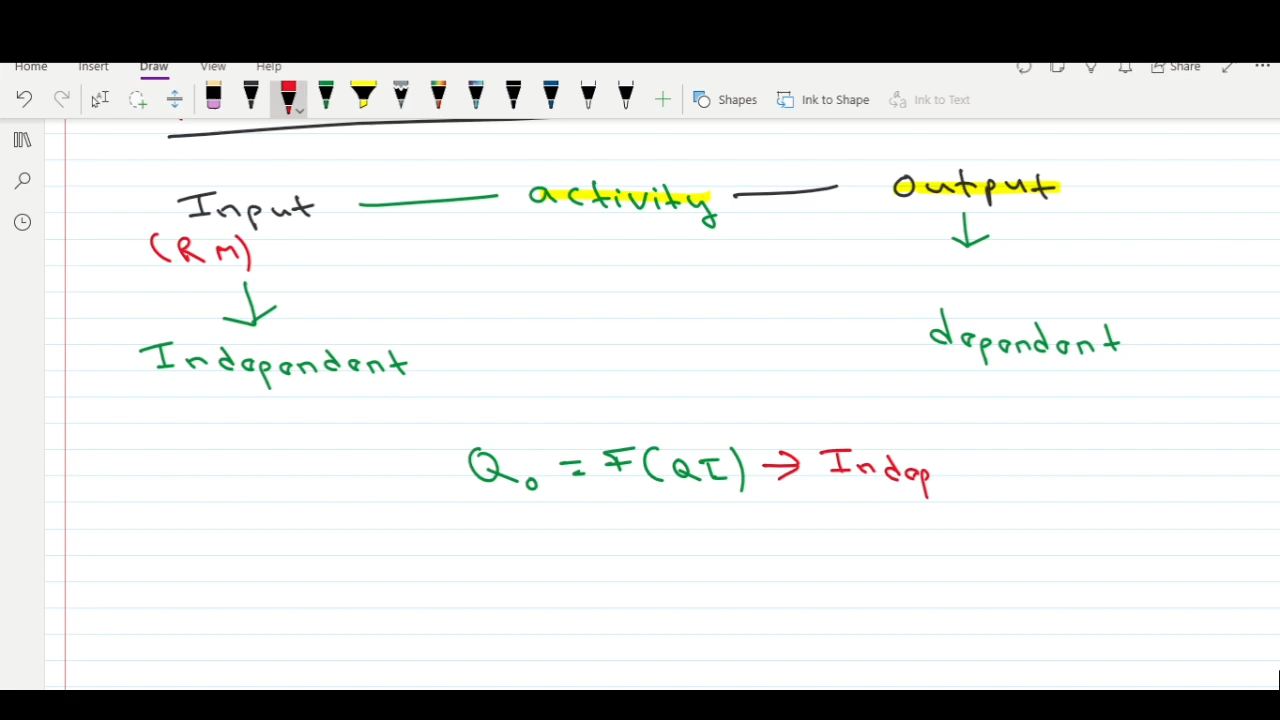 Home Insert Draw View Help Share
Shapes Ink to Shape Ink to Text
Input activity Output
(RM)
Independent dependent
Qo = F(QI) → Indep